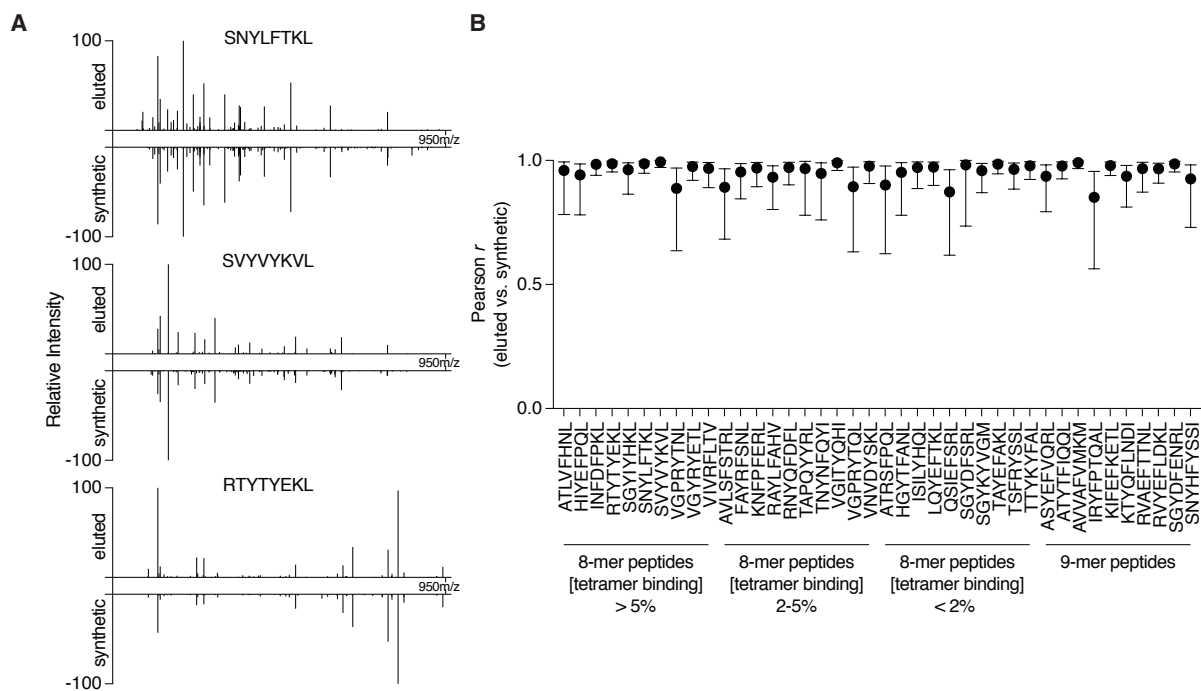 A
SNYLFTKL
100
eluted
950m/z
synthetic
-100
SVYVYKVL
100
eluted
950m/z
synthetic
-100
RTYTYEKL
100
eluted
950m/z
synthetic
-100
Relative Intensity
B
Pearson r
(eluted vs. synthetic)
1.0
0.5
0.0
ATLVFHNL
HIYEFPQL
INFDFPKL
RTYTYEKL
SGYIYHKL
SNYLFTKL
SVYVYKVL
VGPRYTNL
VGYRYETL
VIVRFLTV
AVLSFSTRL
FAYRFSNL
KNFPFERL
RAYLFAHV
RNYQFDFL
TAPQYYRL
TNYNFQYI
VGITYQHI
VGPRYTQL
VNVDYSKL
ATRSFPQL
HGYTFANL
ISILYHQL
LQYEFTKL
QSIEFSRL
SGYDFSRL
SGYKYVGM
TAYEFAKL
TSFRYSSL
TTYKYFAL
ASYEFVQRL
ATYTFIQQL
AVVAFVMKM
IRYFPTQAL
KIFEFKETL
KTYQFLNDI
RVAEFTTNL
RVYEFLDKL
SGYDFENRL
SNYHFYSSI
8-mer peptides
[tetramer binding]
> 5%
8-mer peptides
[tetramer binding]
2-5%
8-mer peptides
[tetramer binding]
< 2%
9-mer peptides